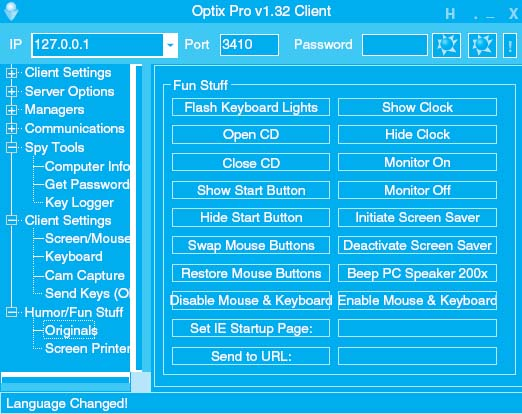 Optix Pro v1.32 Client
H . _ X
IP 127.0.0.1 Port 3410 Password !
Client Settings
Server Options
Managers
Communications
Spy Tools
Computer Info
Get Password
Key Logger
Client Settings
Screen/Mouse
Keyboard
Cam Capture
Send Keys (O
Humor/Fun Stuff
Originals
Screen Printer
Fun Stuff
Flash Keyboard Lights Show Clock
Open CD Hide Clock
Close CD Monitor On
Show Start Button Monitor Off
Hide Start Button Initiate Screen Saver
Swap Mouse Buttons Deactivate Screen Saver
Restore Mouse Buttons Beep PC Speaker 200x
Disable Mouse & Keyboard Enable Mouse & Keyboard
Set IE Startup Page:
Send to URL:
Language Changed!